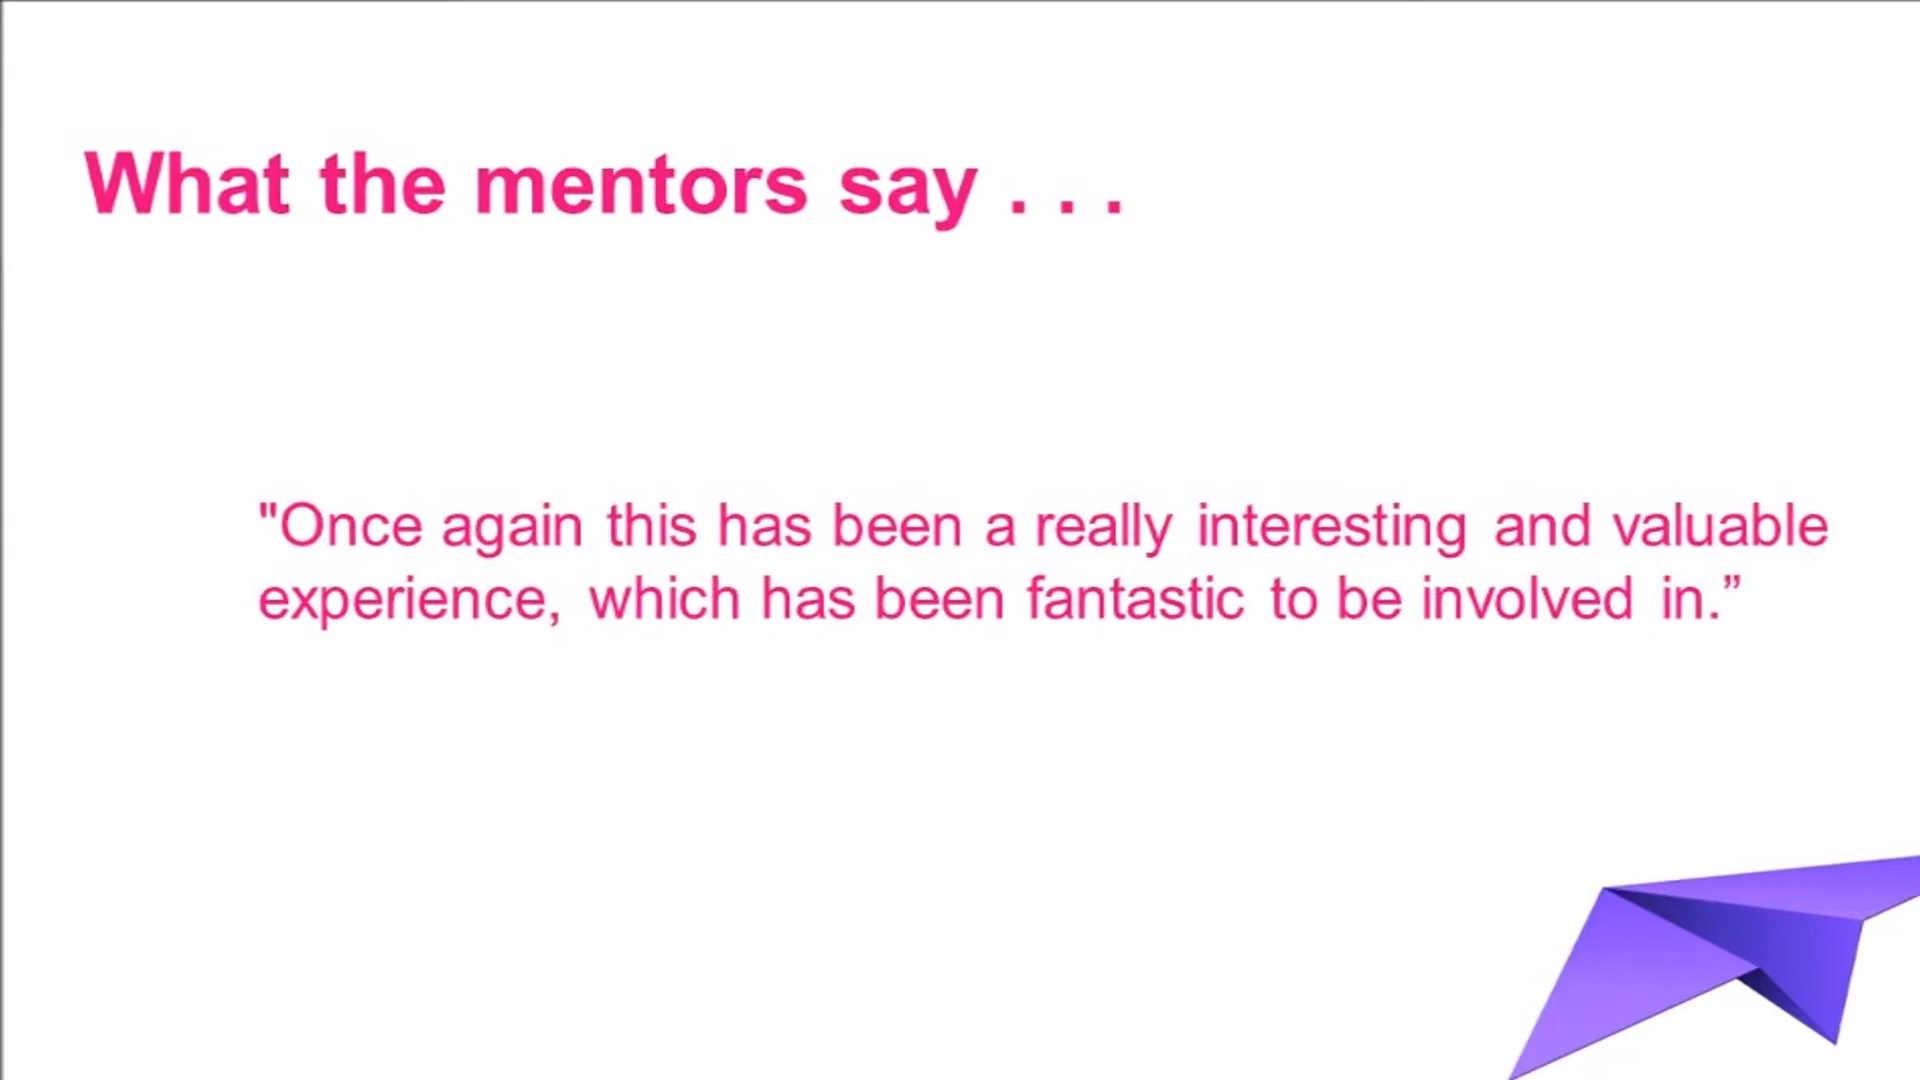 What the mentors say . . .
"Once again this has been a really interesting and valuable
experience, which has been fantastic to be involved in.”